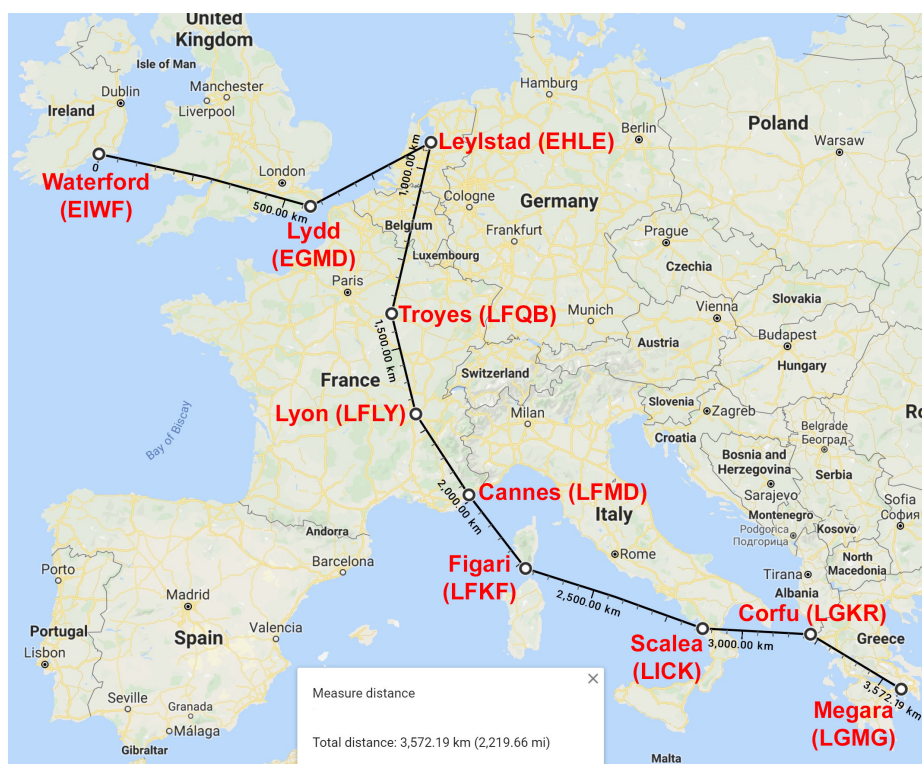 United
Kingdom
Isle of Man
Hamburg
Dublin
Manchester
Ireland
Liverpool
Berlin
Poland
Warsaw
Leylstad (EHLE)
1,000.00 km
0
Waterford
(EIWF)
London
500.00 km
Lydd
(EGMD)
Cologne
Germany
Belgium
Frankfurt
Prague
Luxembourg
Czechia
Paris
Troyes (LFQB)
Munich
Vienna
Slovakia
1,500.00 km
Austria
Budapest
Hungary
Switzerland
France
Lyon (LFLY)
Milan
Slovenia
Zagreb
Ro
Croatia
Belgrade
Београд
Bay of Biscay
Bosnia and
Herzegovina
Serbia
Sarajevo
2,000.00 km
Cannes (LFMD)
Italy
Montenegro
Podgorica
Подгорица
Kosovo
Sofia
София
Andorra
Figari
(LFKF)
Rome
North
Macedonia
Porto
Barcelona
Tirana
Albania
Madrid
2,500.00 km
Corfu (LGKR)
Portugal
Spain
Valencia
Scalea
(LICK)
3,000.00 km
Greece
Lisbon
3,572.19 km
Megara
(LGMG)
Seville
Granada
Málaga
Gibraltar
Malta
Measure distance
Total distance: 3,572.19 km (2,219.66 mi)